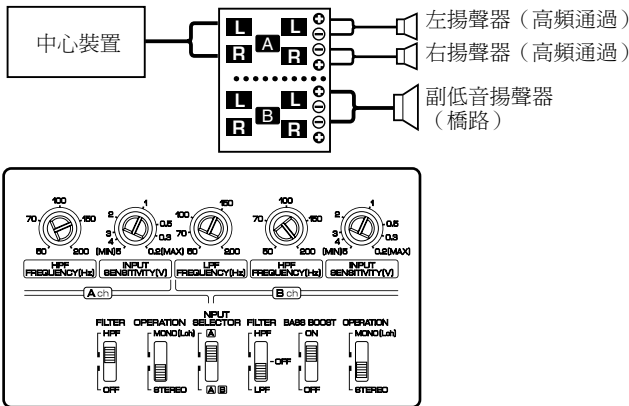 中心裝置
L L
A
R R
L L
B
R R
左揚聲器（高頻通過）
右揚聲器（高頻通過）
副低音揚聲器
（橋路）
100
70 150
50 200
HPF
FREQUENCY(Hz)
1
2
3
4
0.5
0.3
(MIN)5 0.2(MAX)
INPUT
SENSITIVITY(V)
150
100
70
50 200
LPF
FREQUENCY(Hz)
100
70 150
50 200
HPF
FREQUENCY(Hz)
1
2
3
4
0.5
0.3
(MIN)5 0.2(MAX)
INPUT
SENSITIVITY(V)
A ch
B ch
FILTER
HPF
OFF
OPERATION
MONO(Lch)
STEREO
INPUT
SELECTOR
A
A B
FILTER
HPF
OFF
LPF
BASS BOOST
ON
OFF
OPERATION
MONO(Lch)
STEREO